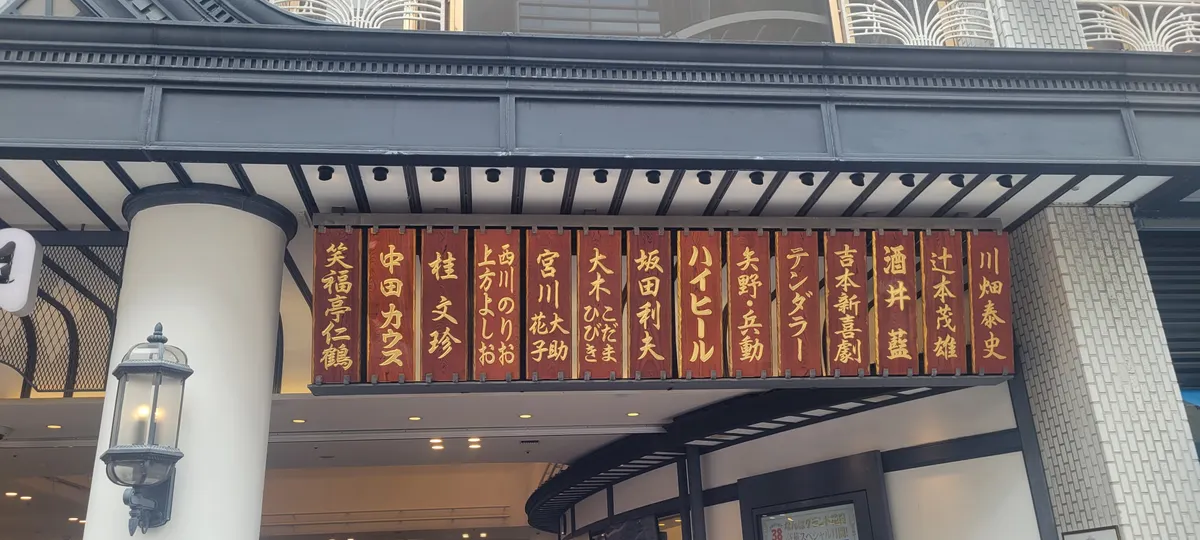 笑福亭仁鶴
中田カウス
桂文珍
西川のりお
上方よしお
宮川大助
花子
大木こだま
ひびき
坂田利夫
ハイヒール
矢野・兵動
テンダラー
吉本新喜劇
酒井藍
辻本茂雄
川畑泰史
38